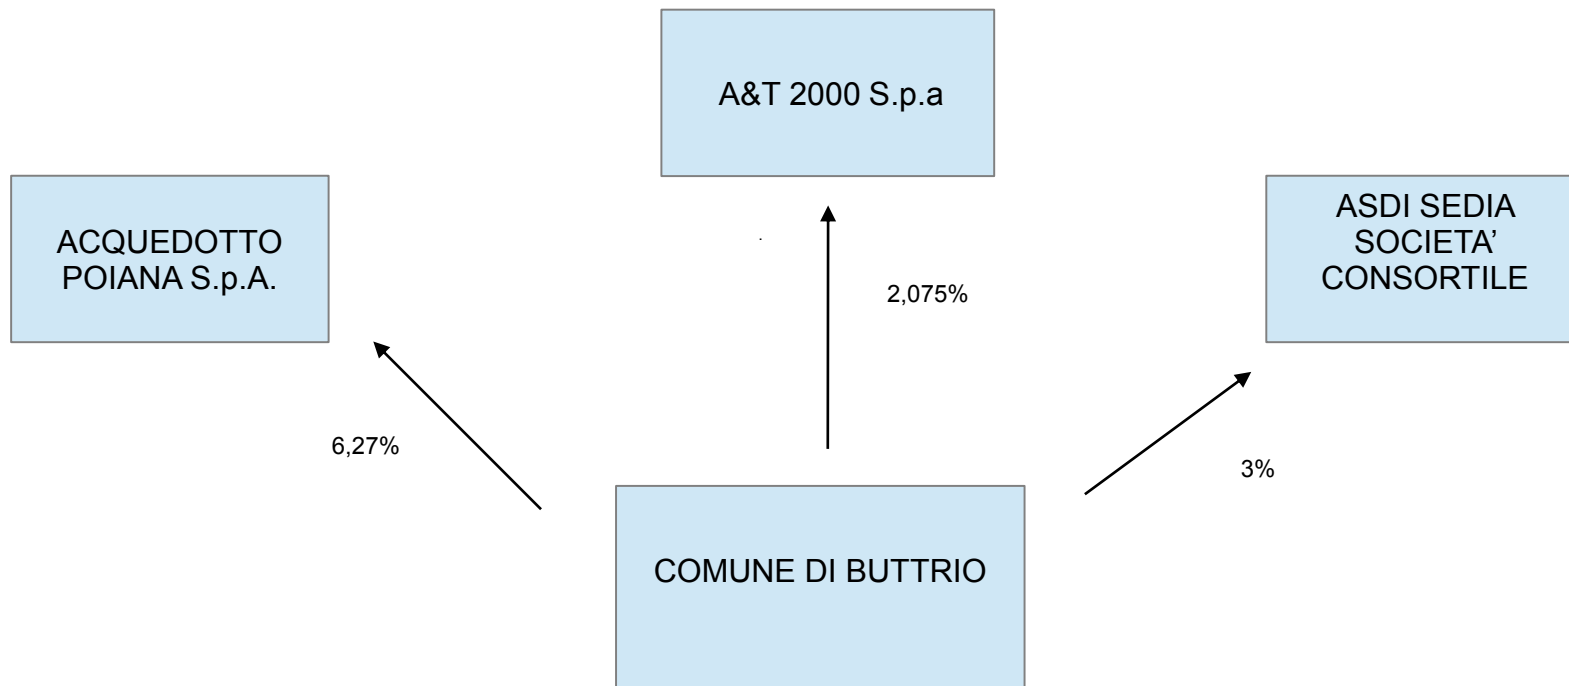 A&T 2000 S.p.a
ACQUEDOTTO
POIANA S.p.A.
ASDI SEDIA
SOCIETA’
CONSORTILE
2,075%
6,27%
3%
COMUNE DI BUTTRIO